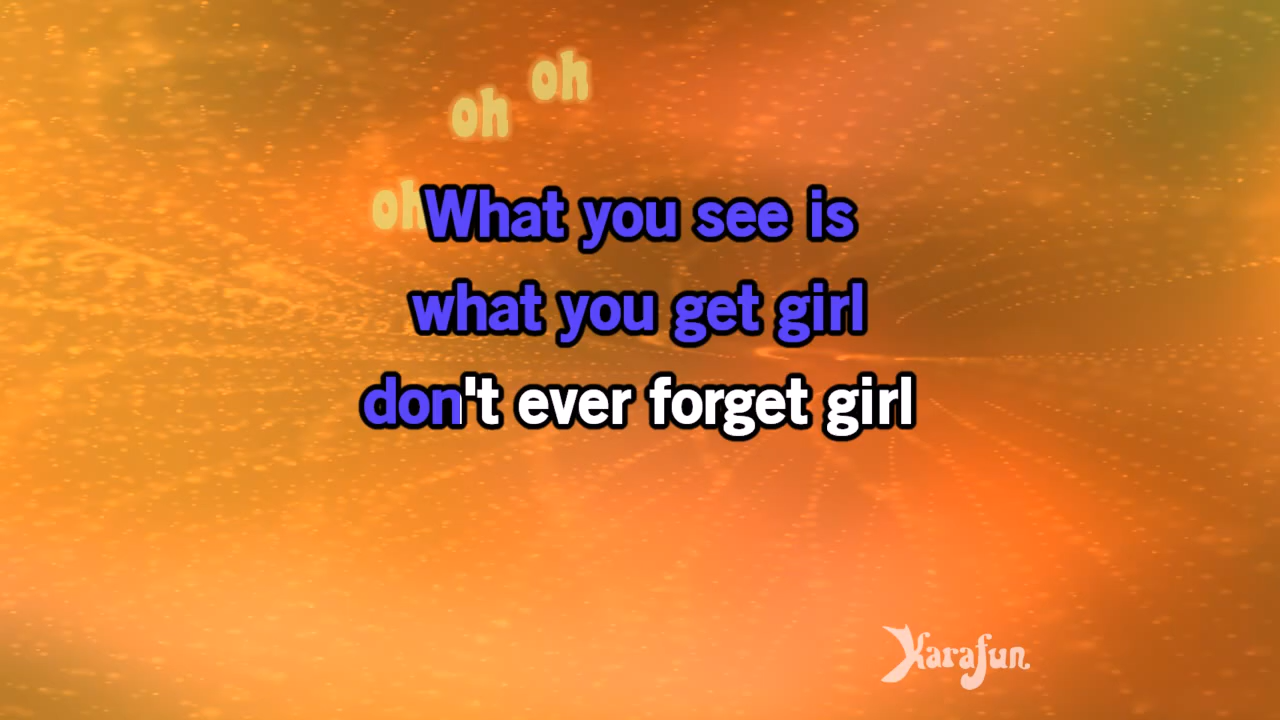 oh
oh
oh
What you see is
what you get girl
don't ever forget girl
Karafun